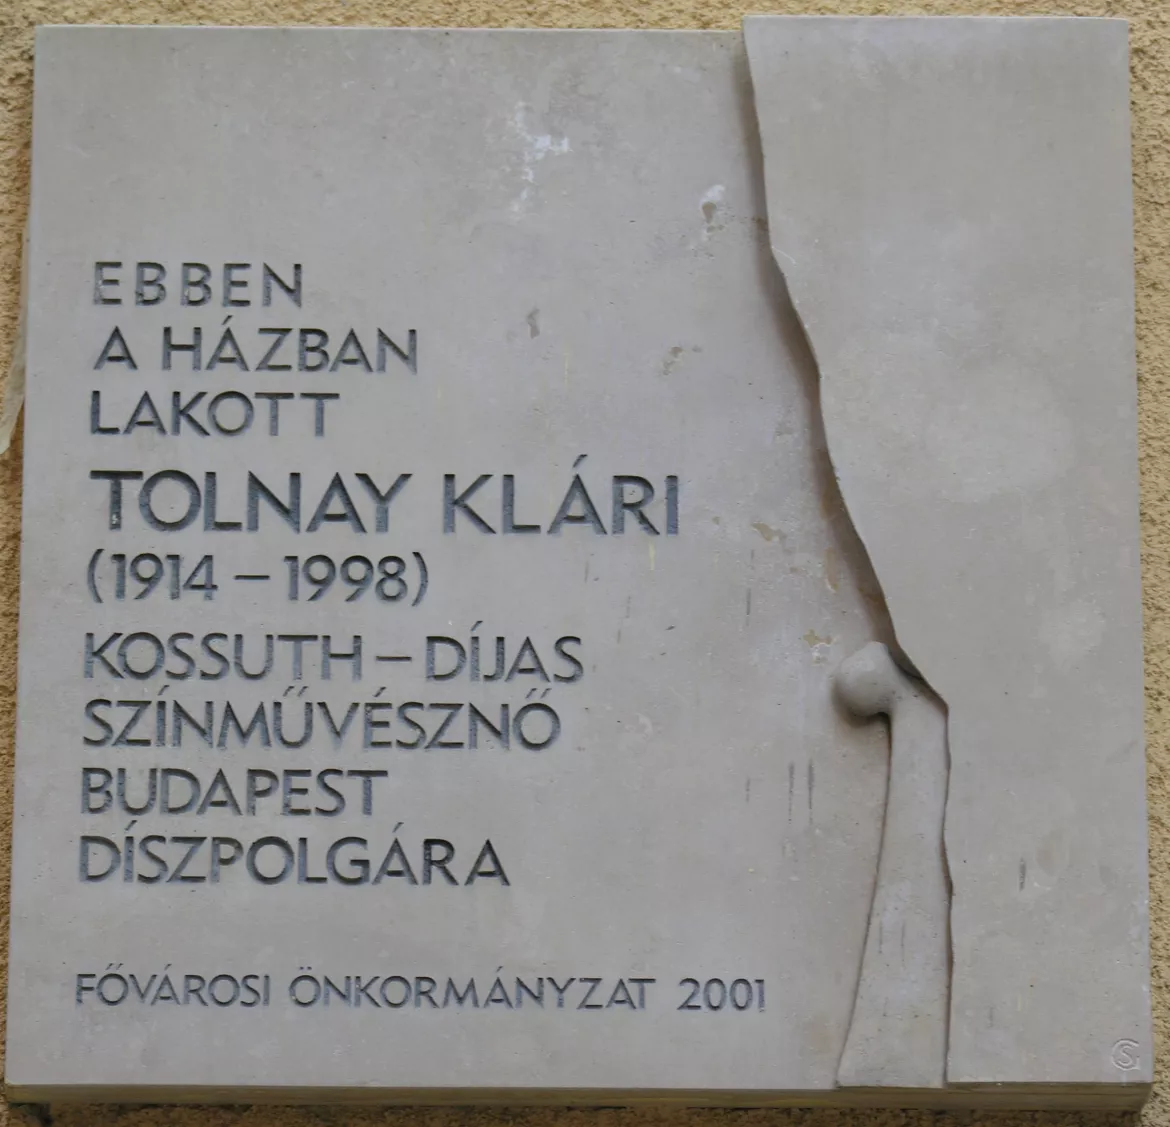 EBBEN
A HÁZBAN
LAKOTT
TOLNAY KLÁRI
(1914 – 1998)
KOSSUTH – DÍJAS
SZÍNMŰVÉSZNŐ
BUDAPEST
DÍSZPOLGÁRA
FŐVÁROSI ÖNKORMÁNYZAT 2001